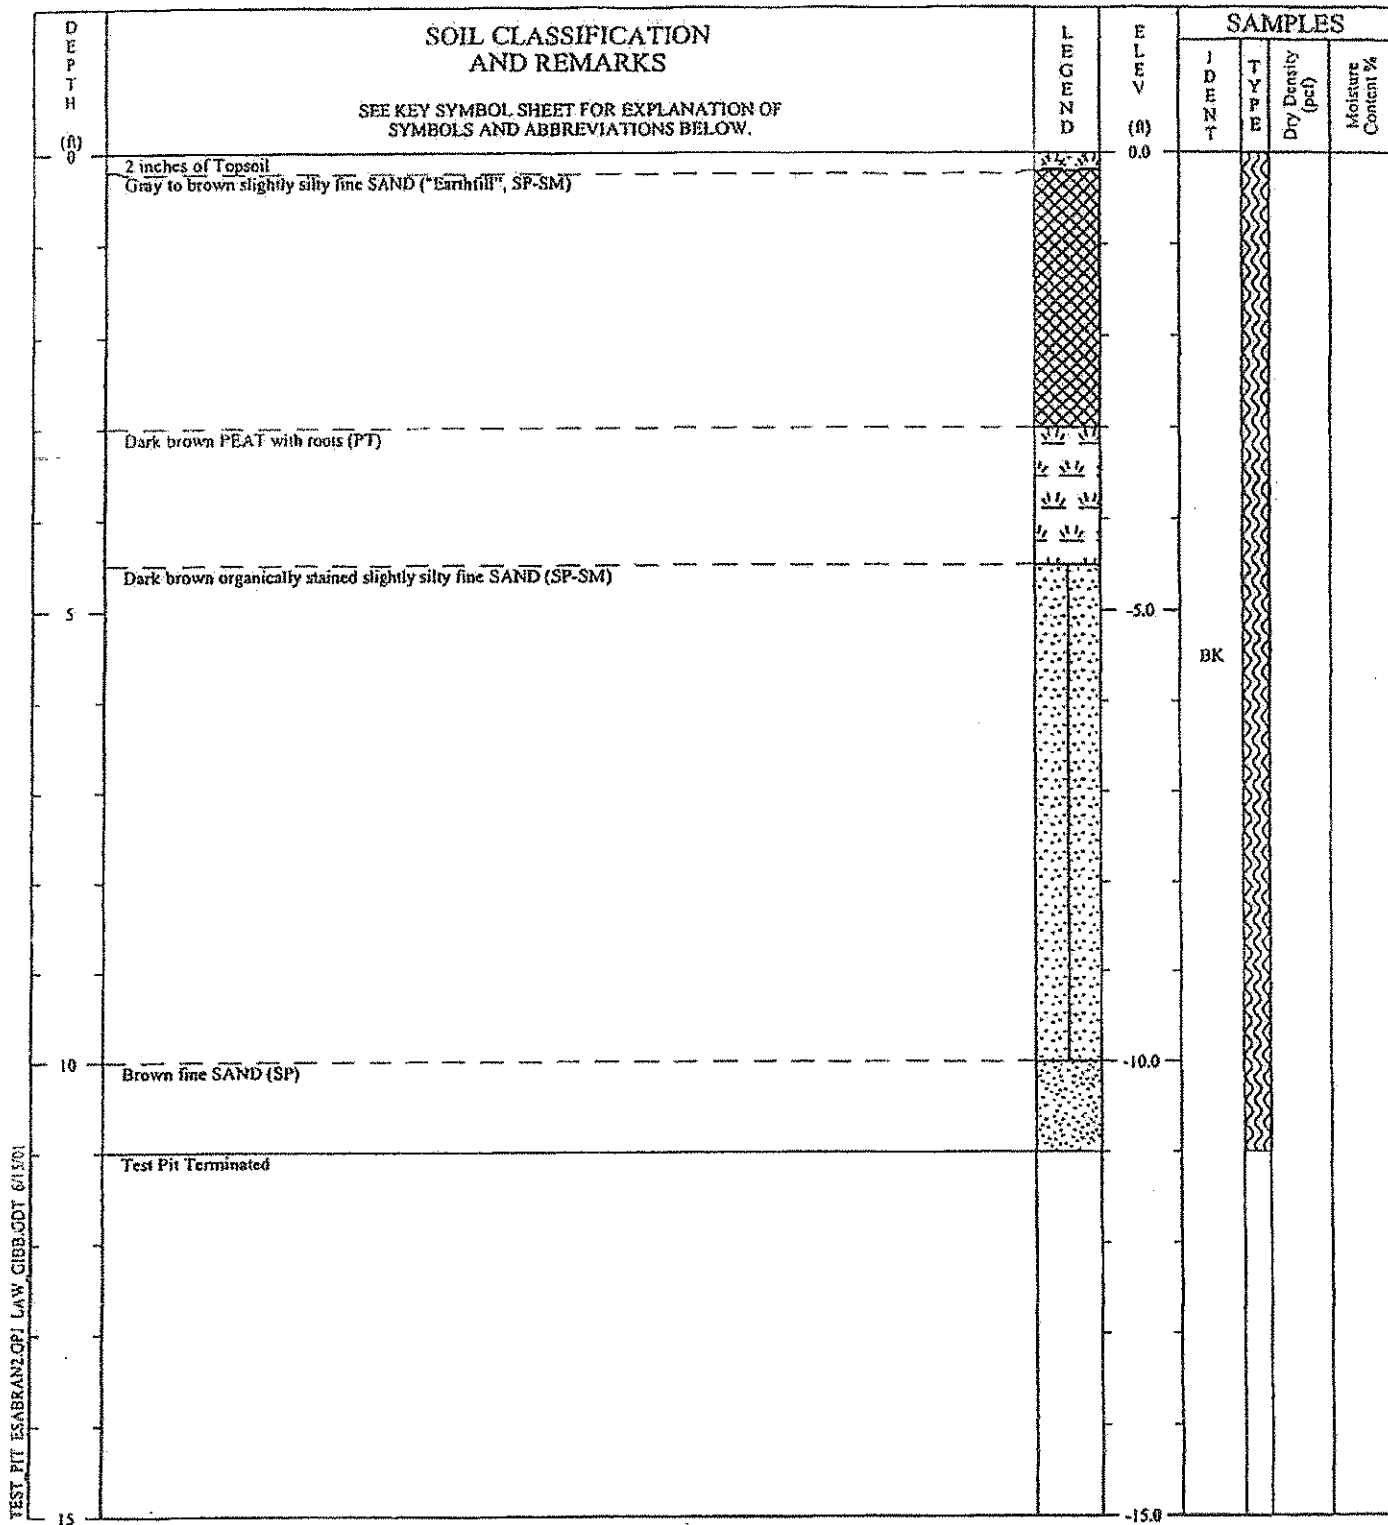 DEPTH
(ft)
SOIL CLASSIFICATION
AND REMARKS
SEE KEY SYMBOL SHEET FOR EXPLANATION OF
SYMBOLS AND ABBREVIATIONS BELOW.
LEGEND
ELEV
(ft)
SAMPLES
IDENT
TYPE
Dry Density
(pcf)
Moisture
Content %
0
0.0
2 inches of Topsoil
Gray to brown slightly silty fine SAND ("Earthfill", SP-SM)
Dark brown PEAT with roots (PT)
Dark brown organically stained slightly silty fine SAND (SP-SM)
5
-5.0
BK
10
-10.0
Brown fine SAND (SP)
Test Pit Terminated
15
-15.0
TEST_PIT ESABRAN2.GPJ LAW_GIBB.GDT 6/13/01